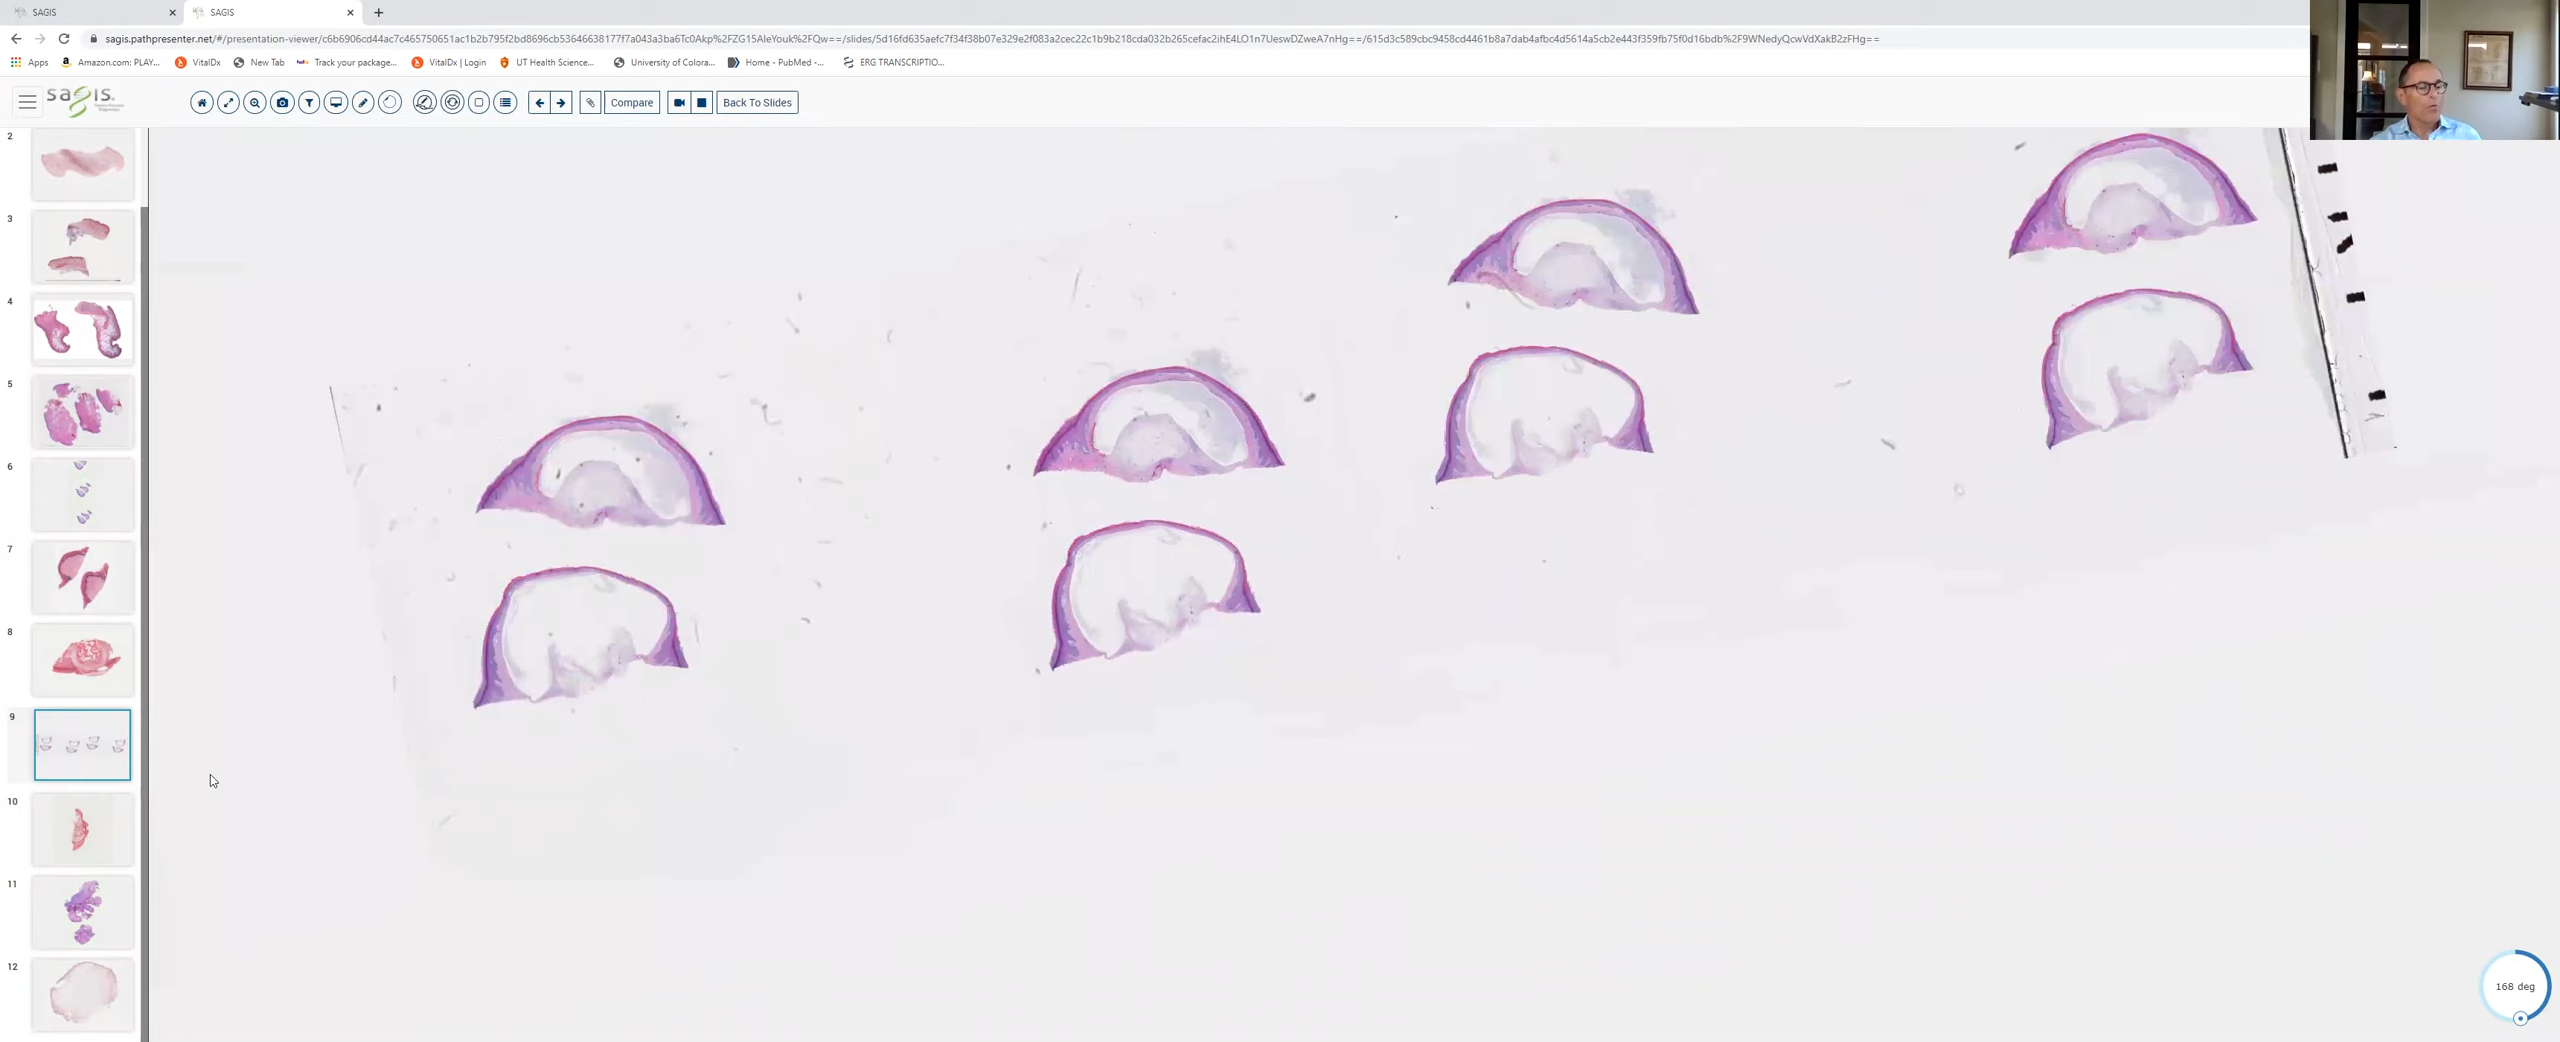 SAGIS
SAGIS
sagis.pathpresenter.net/#/presentation-viewer/c6b6906cd44ac7c465750651ac1b2b795f2bd8696cb53646638177f7a043a3ba6Tc0Akp%2FZG15AleYouk%2FQw==/slides/5d16fd635aefc7f34f38b07e329e2f083a2cec22c1b9b218cda032b265cefac2ihE4LO1n7UeswDZweA7nHg==/615d3c589cbc9458cd4461b8a7dab4afbc4d5614a5cb2e443f359fb75f0d16bdb%2F9WNedyQcwVdXakB2zFHg==
Apps
Amazon.com: PLAY...
VitalDx
New Tab
Track your package...
VitalDx | Login
UT Health Science...
University of Colora...
Home - PubMed -...
ERG TRANSCRIPTIO...
sagis
Compare
Back To Slides
2
3
4
5
6
7
8
9
10
11
12
168 deg